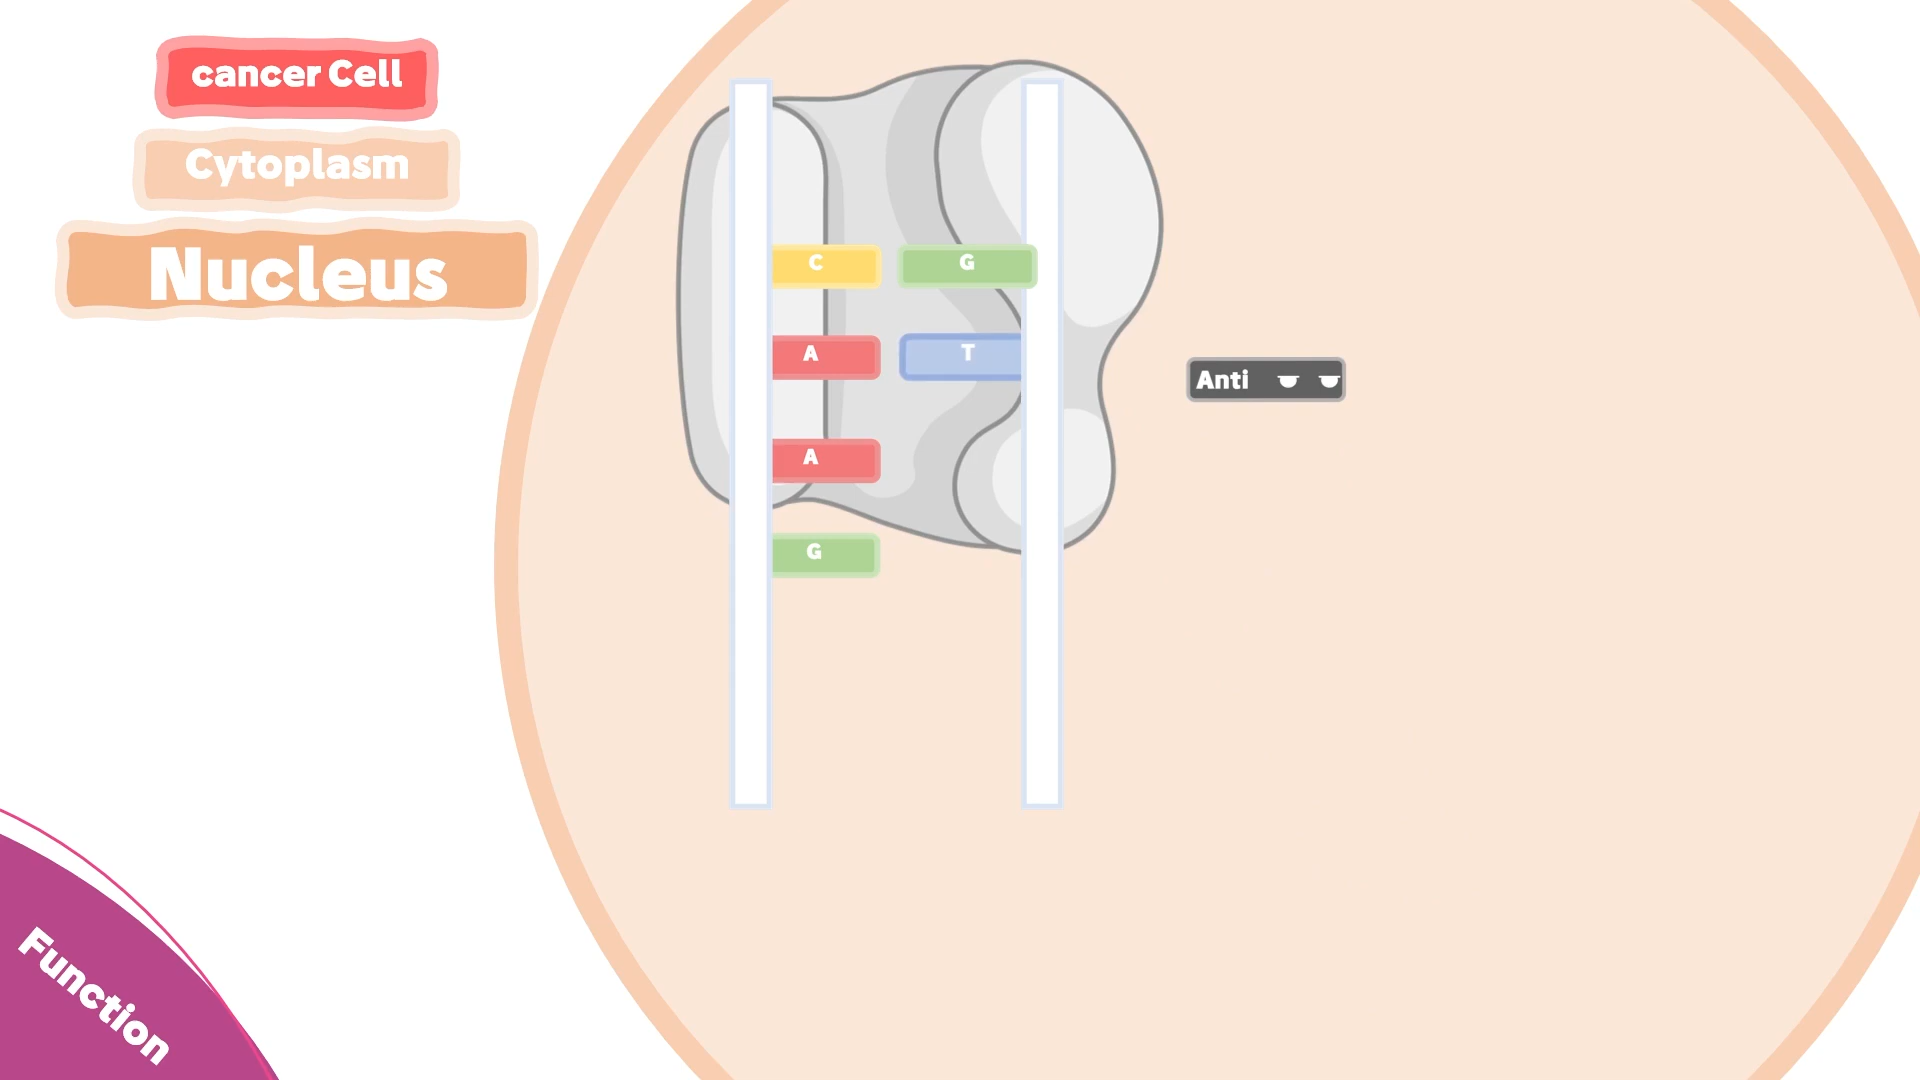 cancer Cell
Cytoplasm
Nucleus
C G
A T
Anti
A
G
Function